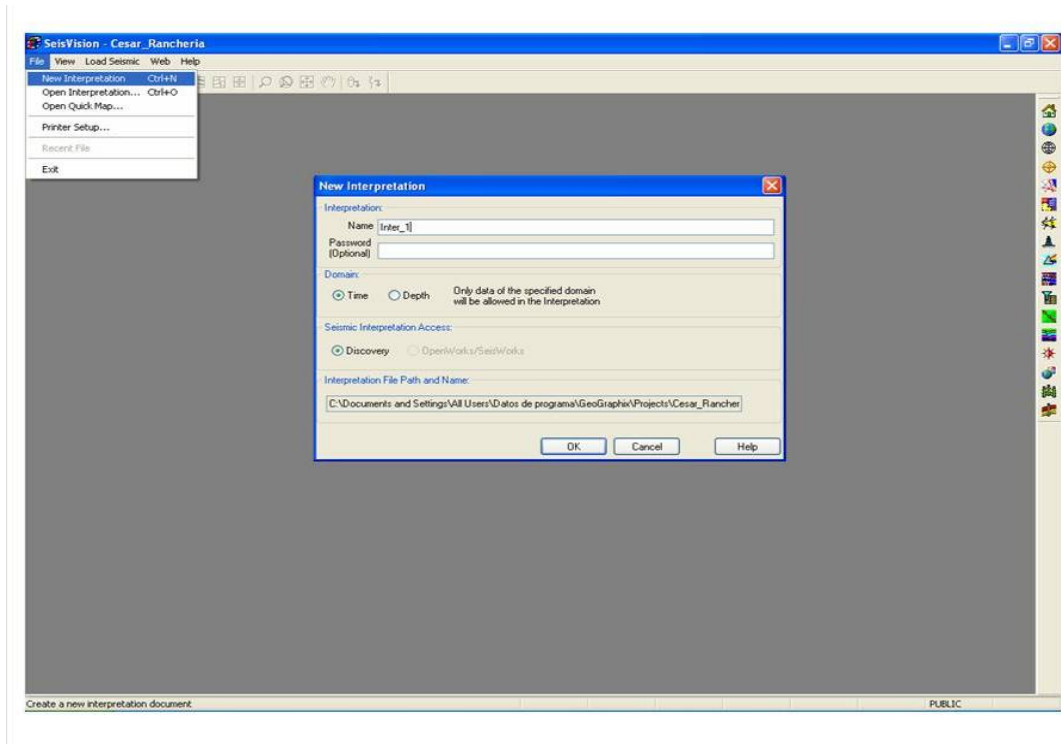 SeisVision - Cesar_Rancheria
File View Load Seismic Web Help
New Interpretation Ctrl+N
Open Interpretation... Ctrl+O
Open Quick Map...
Printer Setup...
Recent File
Exit
New Interpretation
Interpretation:
Name Inter_1
Password
(Optional)
Domain:
Time Depth Only data of the specified domain
will be allowed in the Interpretation
Seismic Interpretation Access:
Discovery OpenWorks/SeisWorks
Interpretation File Path and Name:
C:\Documents and Settings\All Users\Datos de programa\GeoGraphix\Projects\Cesar_Rancher
OK Cancel Help
Create a new interpretation document PUBLIC